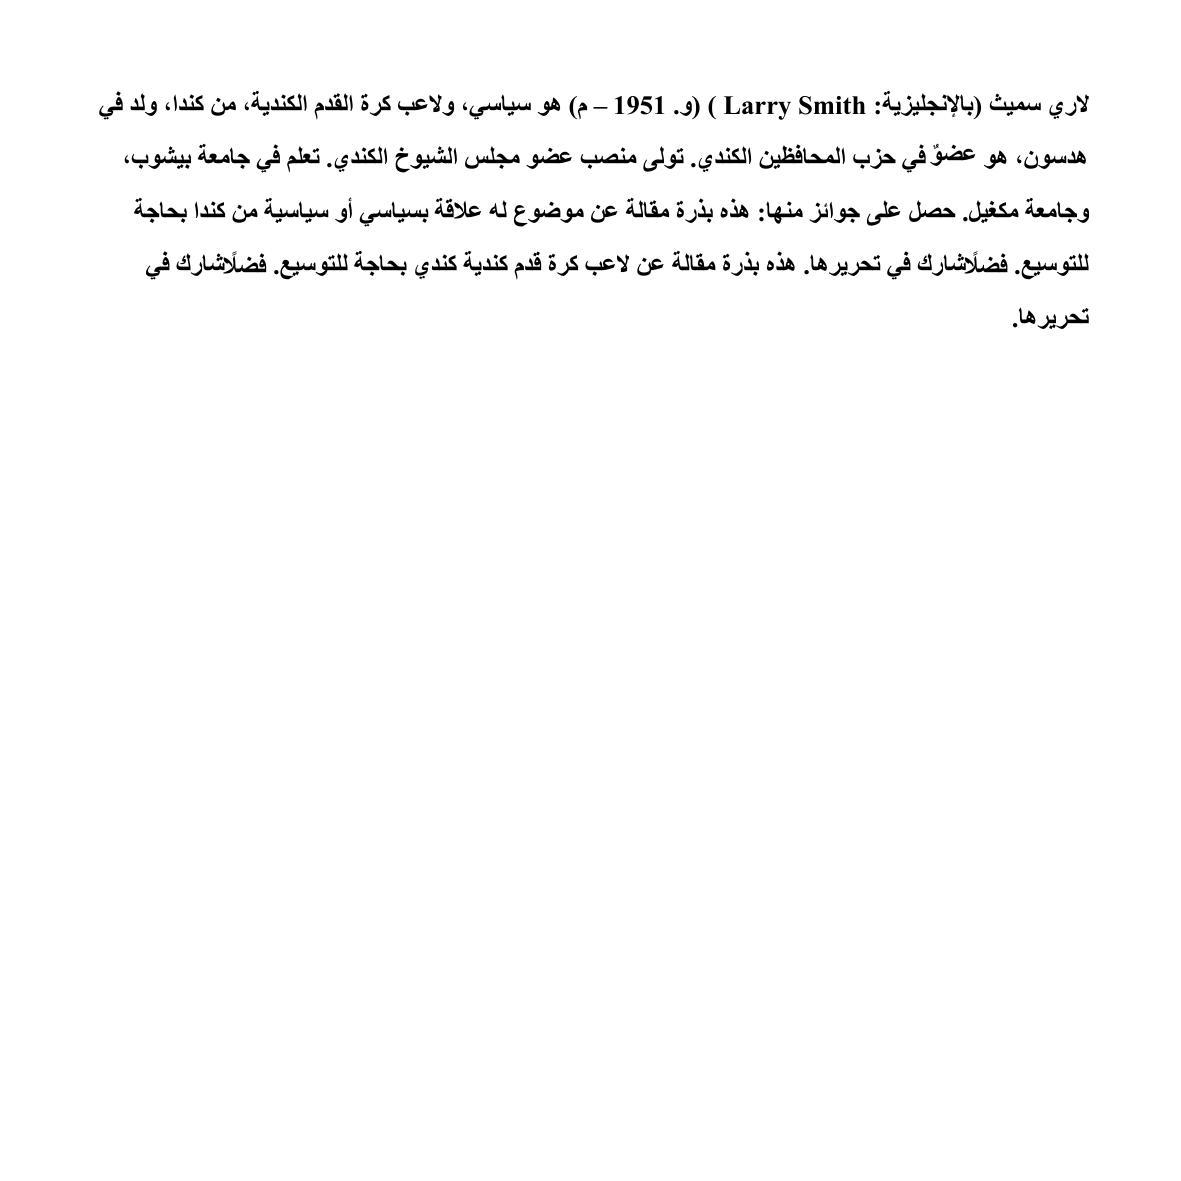 لاري سميث (بالإنجليزية: Larry Smith ) (و. 1951 – م) هو سياسي، ولاعب كرة القدم الكندية، من كندا، ولد في
هدسون، هو عضوٌ في حزب المحافظين الكندي. تولى منصب عضو مجلس الشيوخ الكندي. تعلم في جامعة بيشوب،
وجامعة مكغيل. حصل على جوائز منها: هذه بذرة مقالة عن موضوع له علاقة بسياسي أو سياسية من كندا بحاجة
للتوسيع. فضلًاشارك في تحريرها. هذه بذرة مقالة عن لاعب كرة قدم كندية كندي بحاجة للتوسيع. فضلًاشارك في
تحريرها.